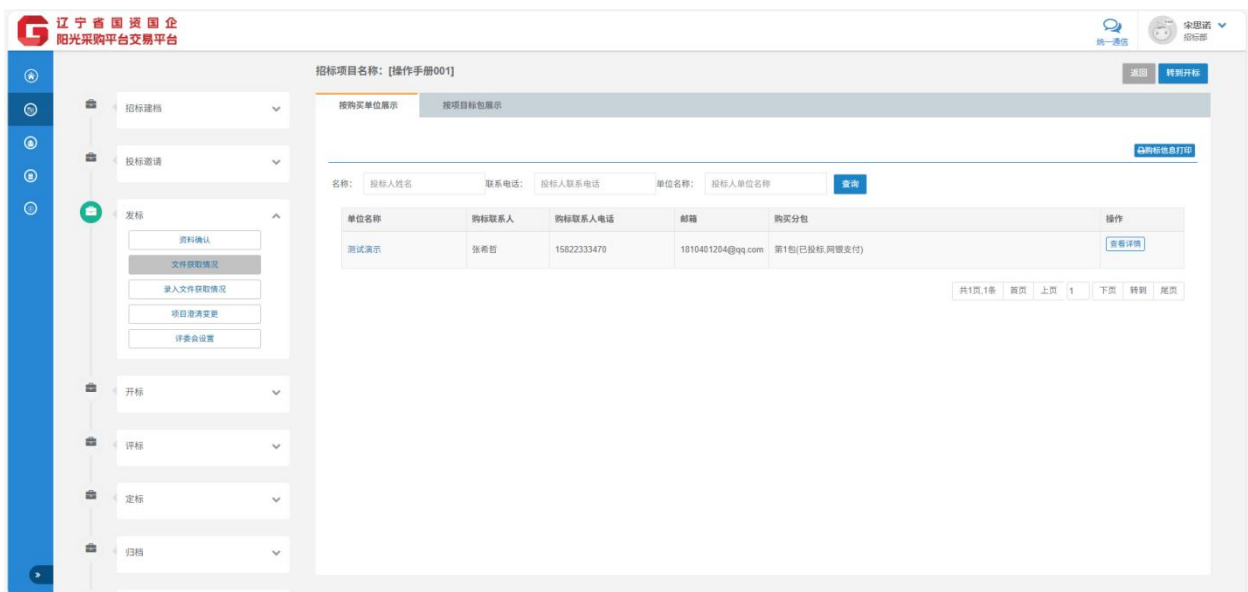 辽宁省国资国企
阳光采购平台交易平台
统一通信
宋思诺
招标部
招标项目名称：[操作手册001]
返回
转到开标
招标建档
投标邀请
发标
资料确认
文件获取情况
录入文件获取情况
项目澄清变更
评委会设置
开标
评标
定标
归档
按购买单位展示 按项目标包展示
购标信息打印
名称： 投标人姓名 联系电话： 投标人联系电话 单位名称： 投标人单位名称 查询
单位名称 购标联系人 购标联系人电话 邮箱 购买分包 操作
测试演示 张希哲 15822333470 1810401204@qq.com 第1包(已投标,网银支付) 查看详情
共1页,1条 首页 上页 1 下页 转到 尾页